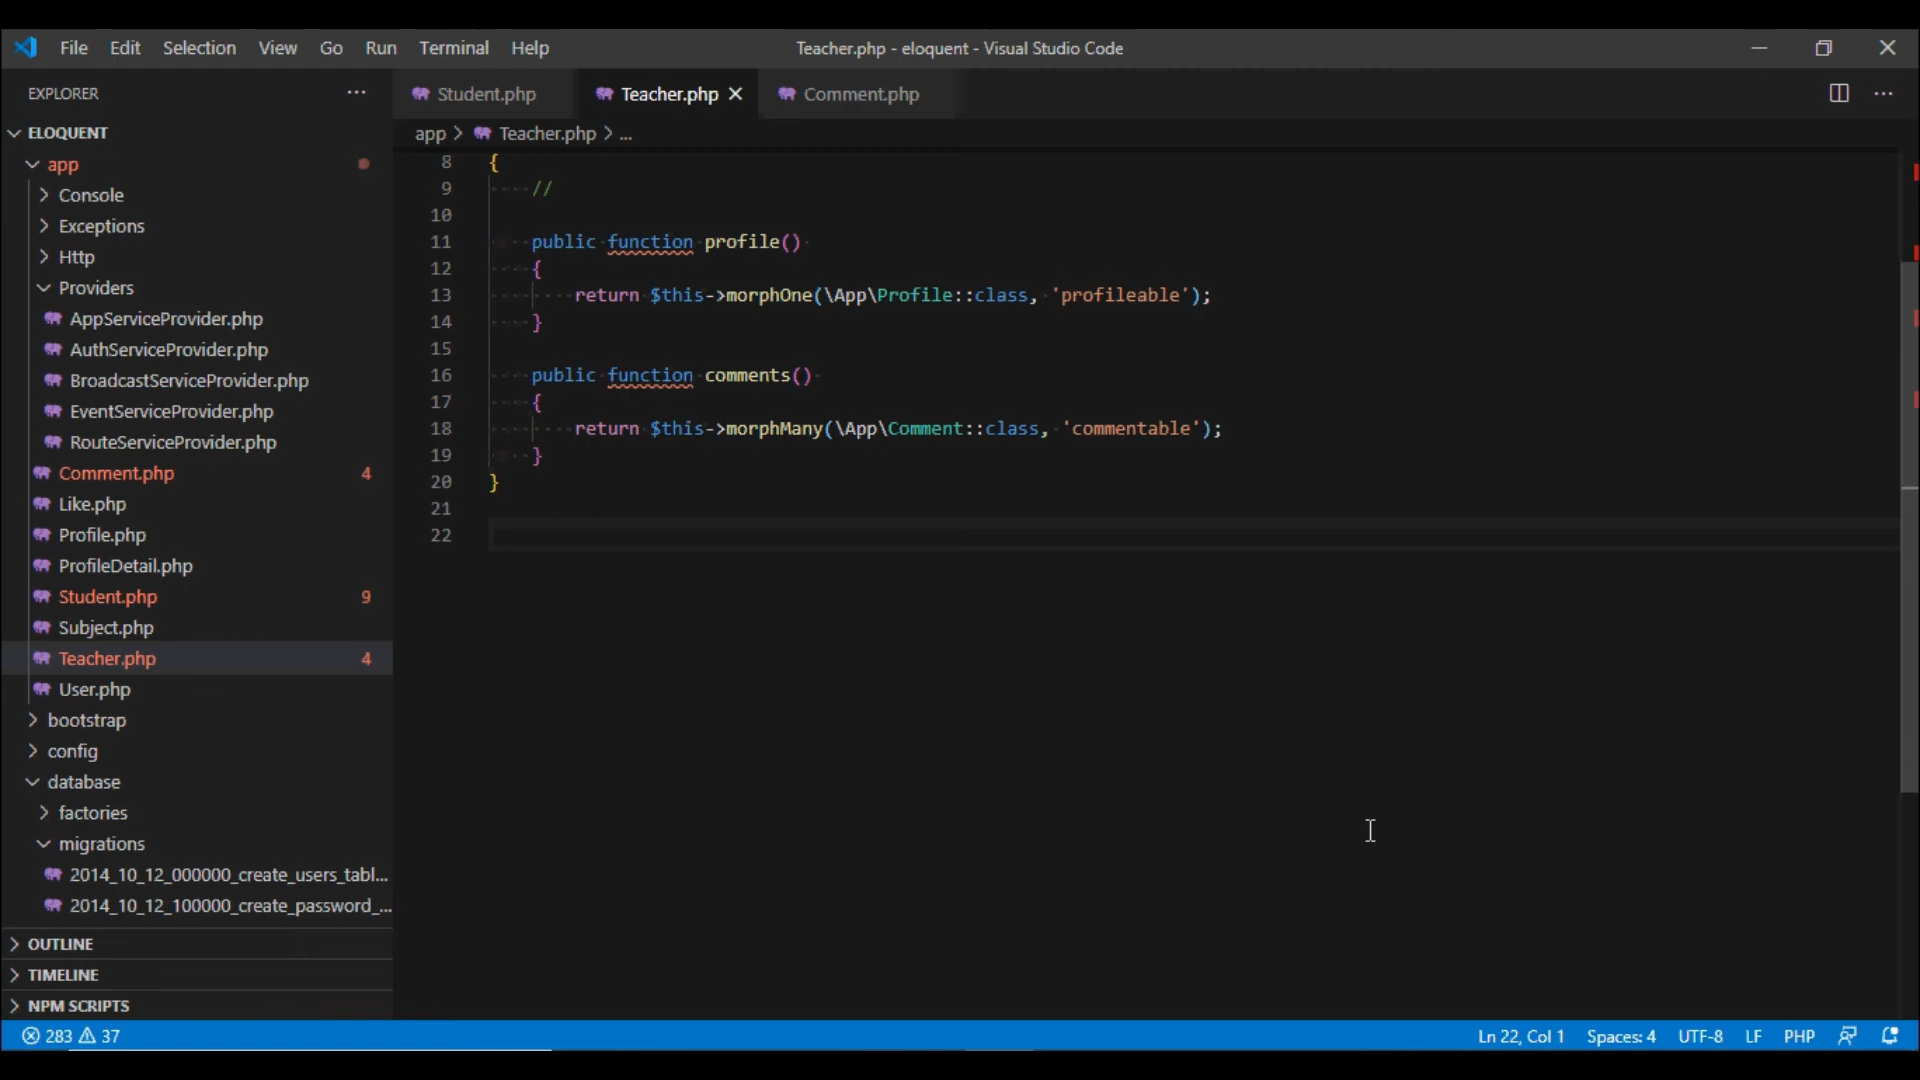 File Edit Selection View Go Run Terminal Help
Teacher.php - eloquent - Visual Studio Code
EXPLORER
ELOQUENT
app
Console
Exceptions
Http
Providers
AppServiceProvider.php
AuthServiceProvider.php
BroadcastServiceProvider.php
EventServiceProvider.php
RouteServiceProvider.php
Comment.php 4
Like.php
Profile.php
ProfileDetail.php
Student.php 9
Subject.php
Teacher.php 4
User.php
bootstrap
config
database
factories
migrations
2014_10_12_000000_create_users_tabl...
2014_10_12_100000_create_password_...
OUTLINE
TIMELINE
NPM SCRIPTS
Student.php Teacher.php Comment.php
app > Teacher.php > ...
8 {
9 //
10
11 public function profile()
12 {
13 return $this->morphOne(\App\Profile::class, 'profileable');
14 }
15
16 public function comments()
17 {
18 return $this->morphMany(\App\Comment::class, 'commentable');
19 }
20 }
21
22
283 37
Ln 22, Col 1 Spaces: 4 UTF-8 LF PHP